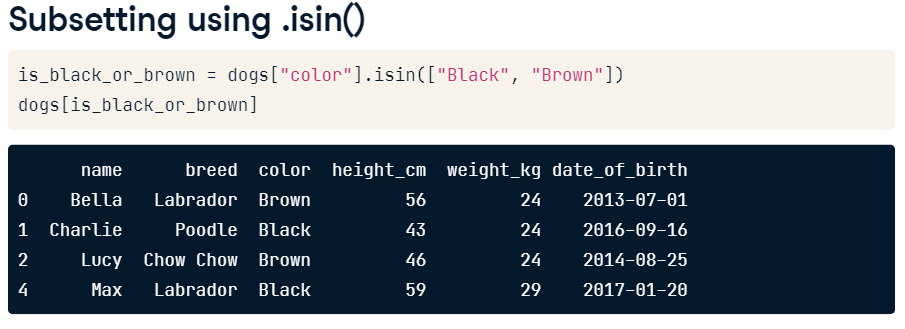 Subsetting using .isin()
is_black_or_brown = dogs["color"].isin(["Black", "Brown"])
dogs[is_black_or_brown]
name breed color height_cm weight_kg date_of_birth
0 Bella Labrador Brown 56 24 2013-07-01
1 Charlie Poodle Black 43 24 2016-09-16
2 Lucy Chow Chow Brown 46 24 2014-08-25
4 Max Labrador Black 59 29 2017-01-20